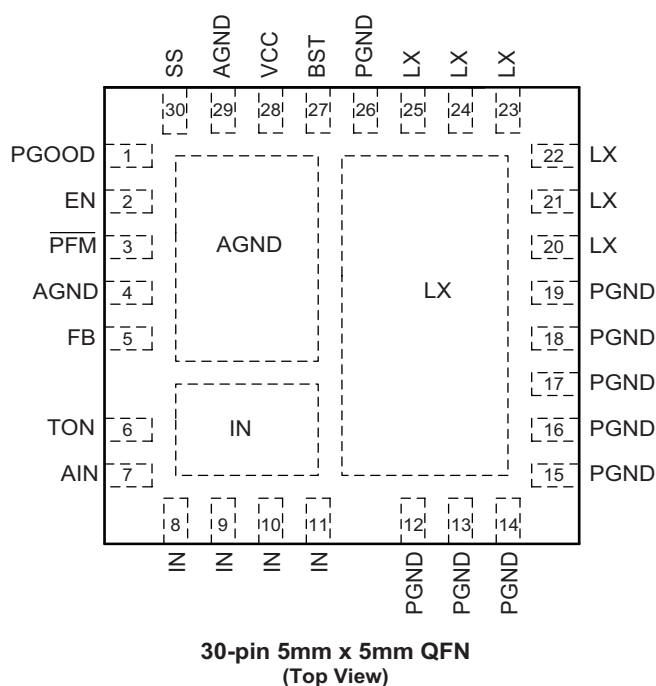 SS AGND VCC BST PGND LX LX LX
30 29 28 27 26 25 24 23
PGOOD 1 22 LX
EN 2 21 LX
PFM 3 20 LX
AGND 4 19 PGND
AGND
LX
FB 5 18 PGND
17 PGND
TON 6 16 PGND
IN
AIN 7 15 PGND
8 9 10 11 12 13 14
IN IN IN IN PGND PGND PGND
30-pin 5mm x 5mm QFN
(Top View)